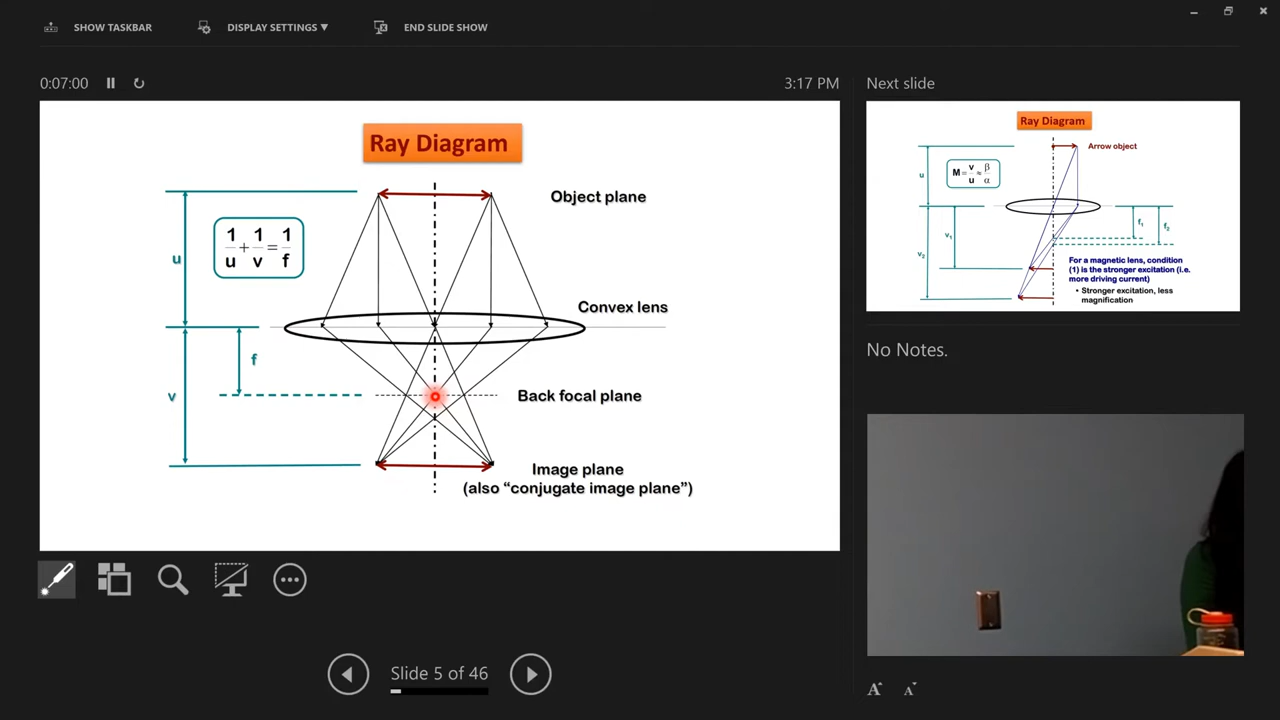 SHOW TASKBAR
DISPLAY SETTINGS ▼
END SLIDE SHOW
0:07:00
3:17 PM
Ray Diagram
Object plane
1/u + 1/v = 1/f
u
Convex lens
f
v
Back focal plane
Image plane
(also “conjugate image plane”)
Slide 5 of 46
Next slide
Ray Diagram
Arrow object
u
M = v/u ≈ β/α
v₁
f₁
f₂
v₂
For a magnetic lens, condition
(1) is the stronger excitation (i.e.
more driving current)
• Stronger excitation, less
magnification
No Notes.
A
A